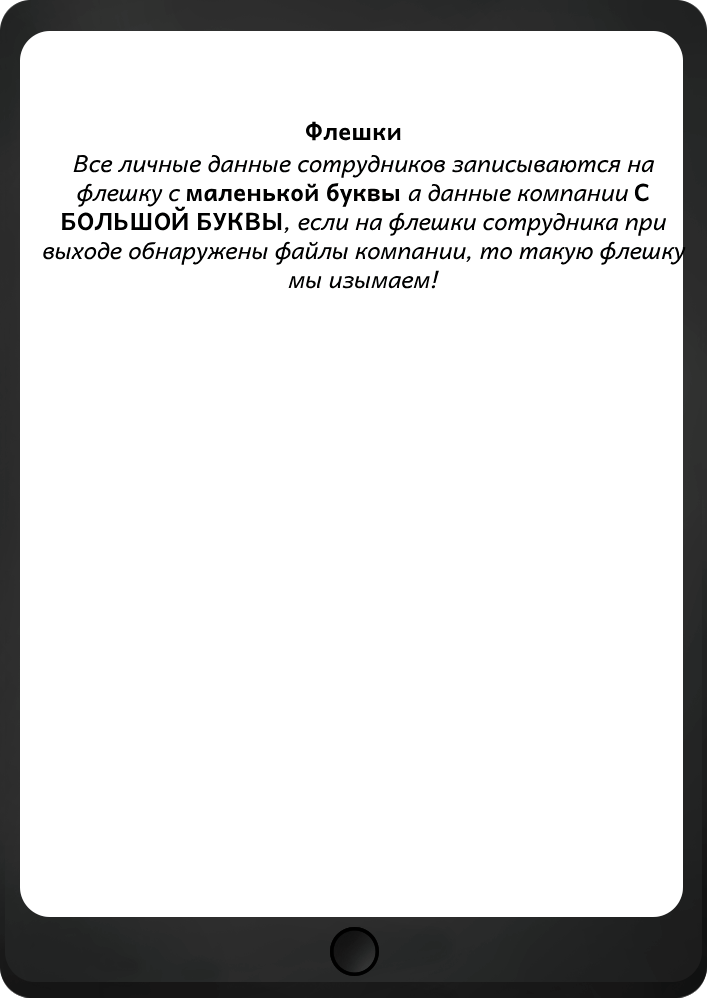 Флешки
Все личные данные сотрудников записываются на
флешку с маленькой буквы а данные компании С
БОЛЬШОЙ БУКВЫ, если на флешки сотрудника при
выходе обнаружены файлы компании, то такую флешку
мы изымаем!